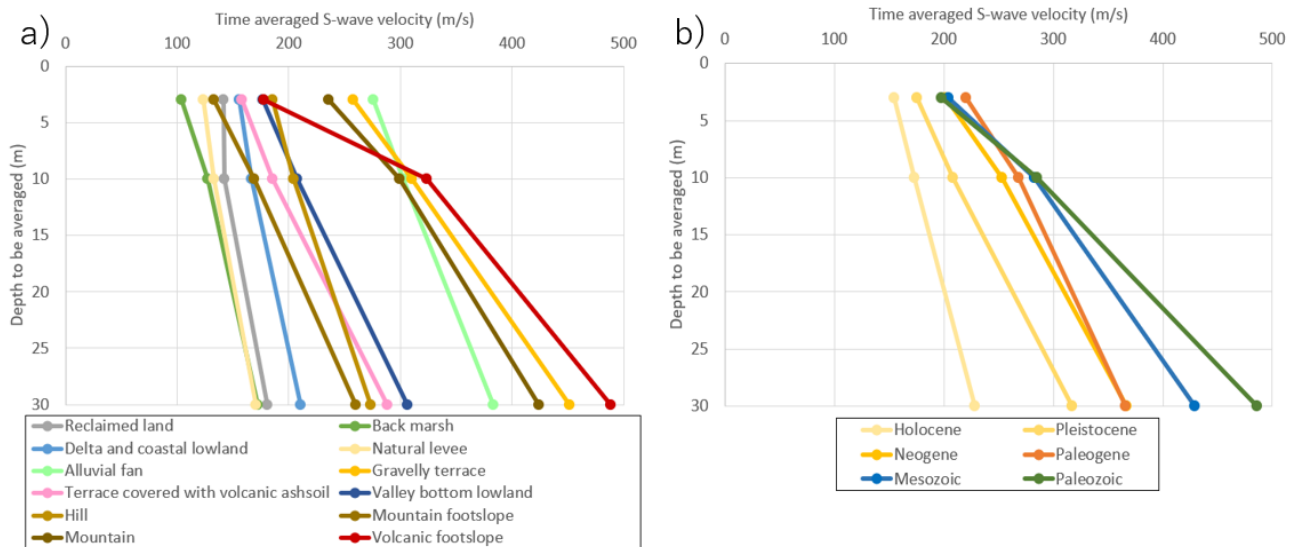 a)
Time averaged S-wave velocity (m/s)
0 100 200 300 400 500
Depth to be averaged (m)
0
5
10
15
20
25
30
Reclaimed land Back marsh
Delta and coastal lowland Natural levee
Alluvial fan Gravelly terrace
Terrace covered with volcanic ashsoil Valley bottom lowland
Hill Mountain footslope
Mountain Volcanic footslope
b)
Time averaged S-wave velocity (m/s)
0 100 200 300 400 500
Depth to be averaged (m)
0
5
10
15
20
25
30
Holocene Pleistocene
Neogene Paleogene
Mesozoic Paleozoic